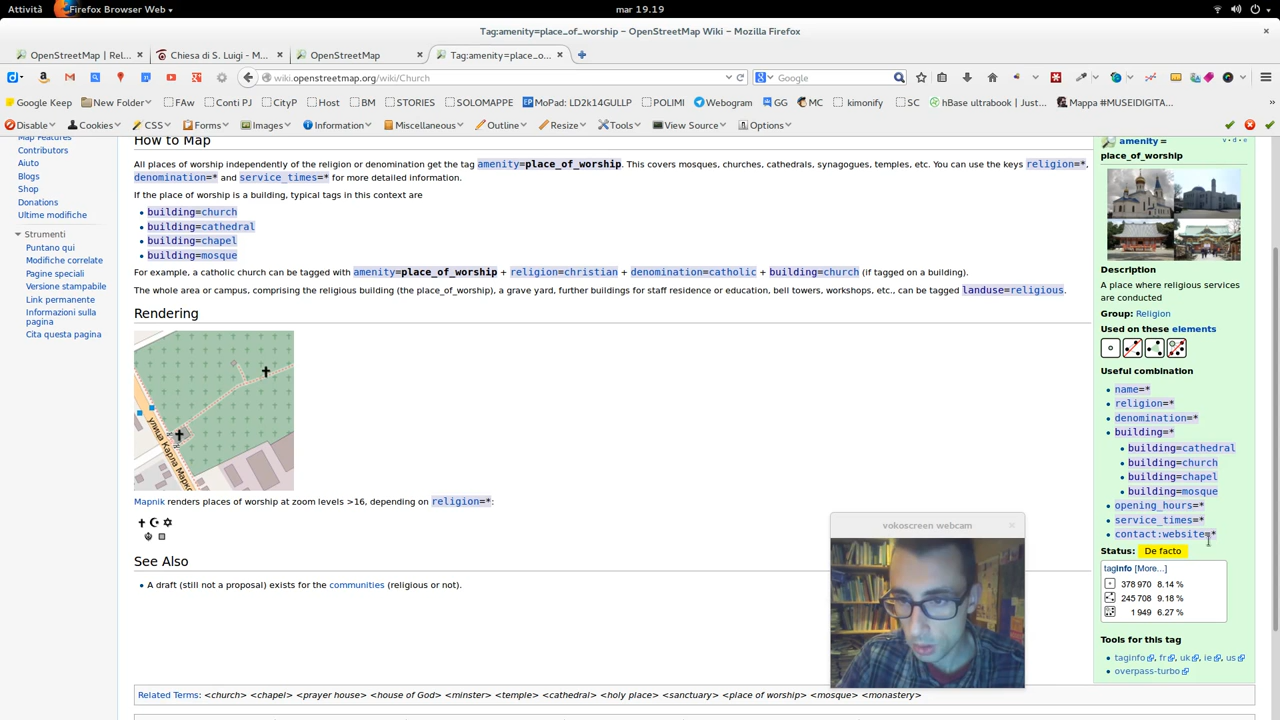 Attività Firefox Browser Web mar 19.19
Tag:amenity=place_of_worship – OpenStreetMap Wiki – Mozilla Firefox
OpenStreetMap | Rel... Chiesa di S. Luigi - M... OpenStreetMap Tag:amenity=place_o...
wiki.openstreetmap.org/wiki/Church Google
Google Keep New Folder FAw Conti PJ CityP Host BM STORIES SOLOMAPPE MoPad: LD2k14GULLP POLIMI Webogram GG MC kimonify SC hBase ultrabook | Just... Mappa #MUSEIDIGITA...
Disable Cookies CSS Forms Images Information Miscellaneous Outline Resize Tools View Source Options
Map Features
Contributors
Aiuto
Blogs
Shop
Donations
Ultime modifiche
Strumenti
Puntano qui
Modifiche correlate
Pagine speciali
Versione stampabile
Link permanente
Informazioni sulla
pagina
Cita questa pagina
How to Map
All places of worship independently of the religion or denomination get the tag amenity=place_of_worship. This covers mosques, churches, cathedrals, synagogues, temples, etc. You can use the keys religion=*,
denomination=* and service_times=* for more detailed information.
If the place of worship is a building, typical tags in this context are
building=church
building=cathedral
building=chapel
building=mosque
For example, a catholic church can be tagged with amenity=place_of_worship + religion=christian + denomination=catholic + building=church (if tagged on a building).
The whole area or campus, comprising the religious building (the place_of_worship), a grave yard, further buildings for staff residence or education, bell towers, workshops, etc., can be tagged landuse=religious.
Rendering
улица Карла Марк
Mapnik renders places of worship at zoom levels >16, depending on religion=*:
See Also
A draft (still not a proposal) exists for the communities (religious or not).
Related Terms: <church> <chapel> <prayer house> <house of God> <minster> <temple> <cathedral> <holy place> <sanctuary> <place of worship> <mosque> <monastery>
vokoscreen webcam
amenity = v · d · e
place_of_worship
Description
A place where religious services
are conducted
Group: Religion
Used on these elements
Useful combination
name=*
religion=*
denomination=*
building=*
building=cathedral
building=church
building=chapel
building=mosque
opening_hours=*
service_times=*
contact:website=*
Status: De facto
taginfo [More...]
378 970 8.14 %
245 708 9.18 %
1 949 6.27 %
Tools for this tag
taginfo, fr, uk, ie, us
overpass-turbo